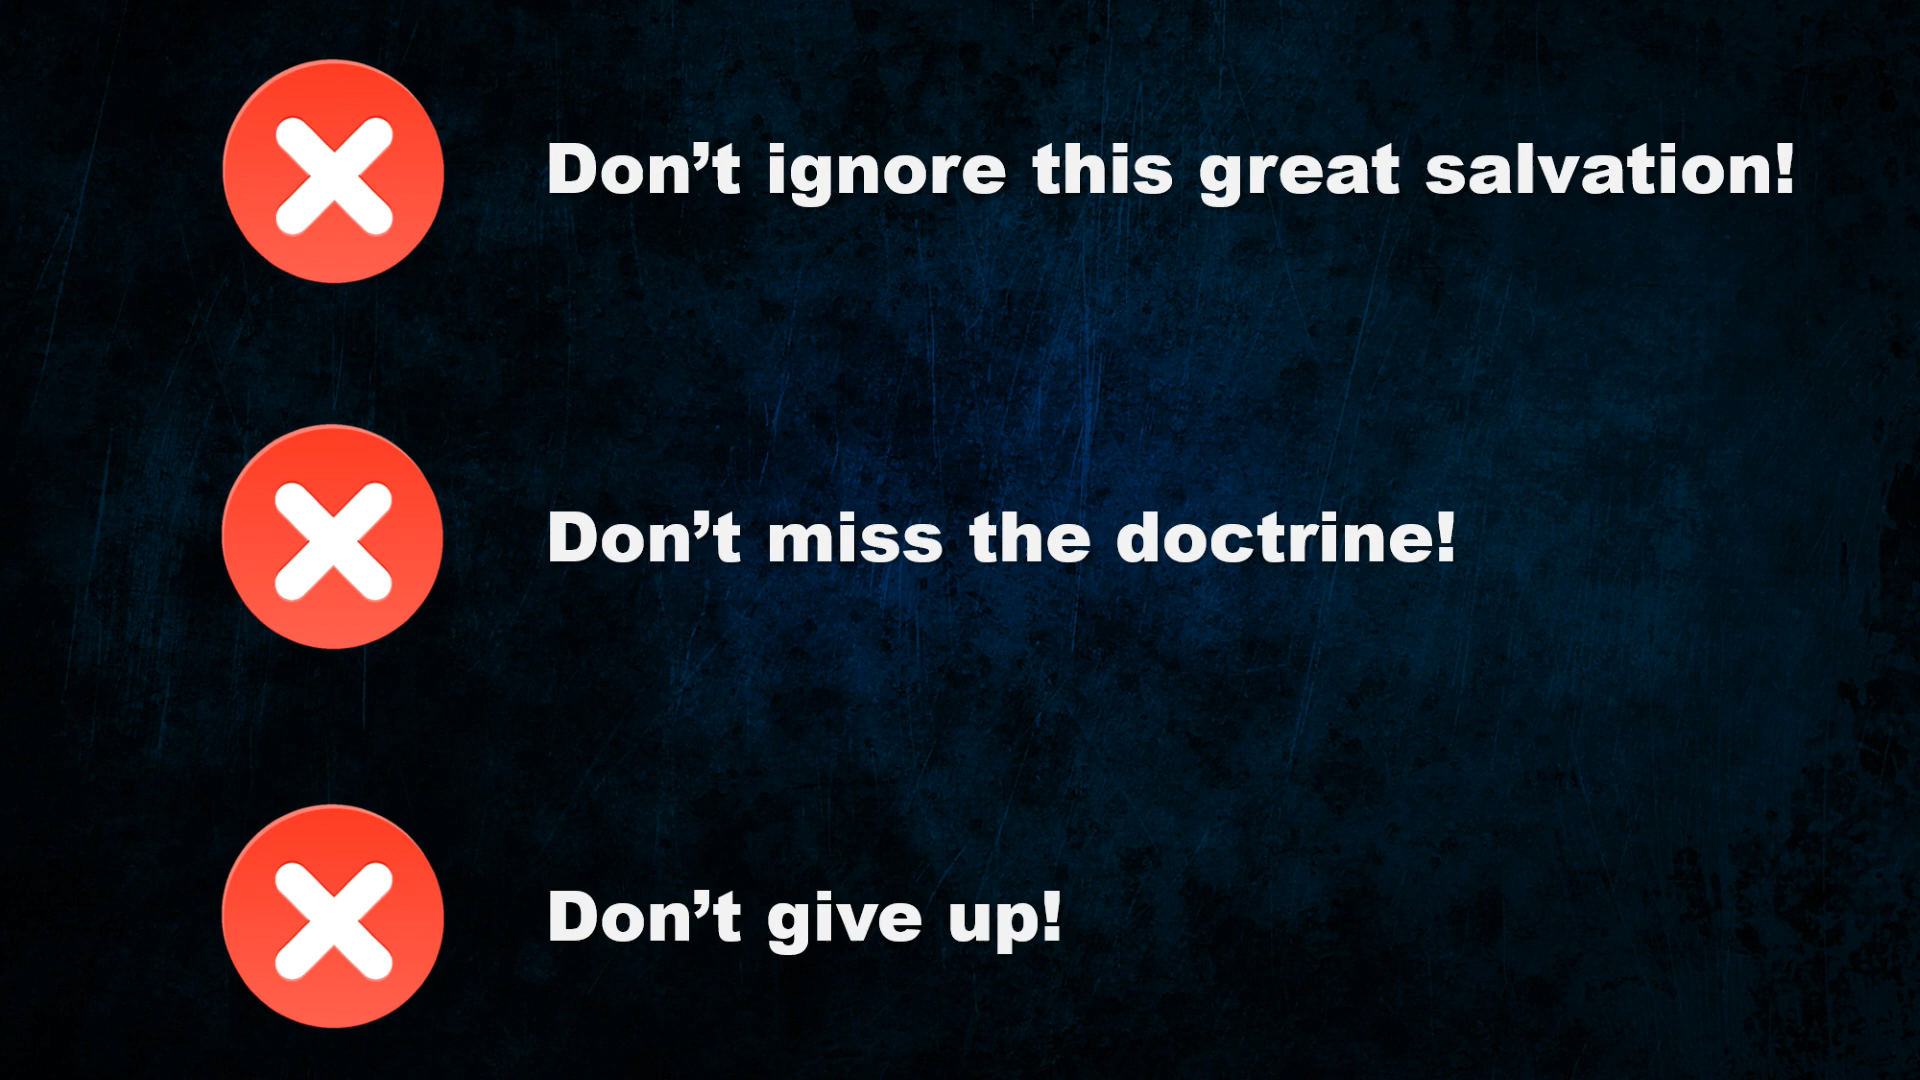 Don’t ignore this great salvation!
Don’t miss the doctrine!
Don’t give up!